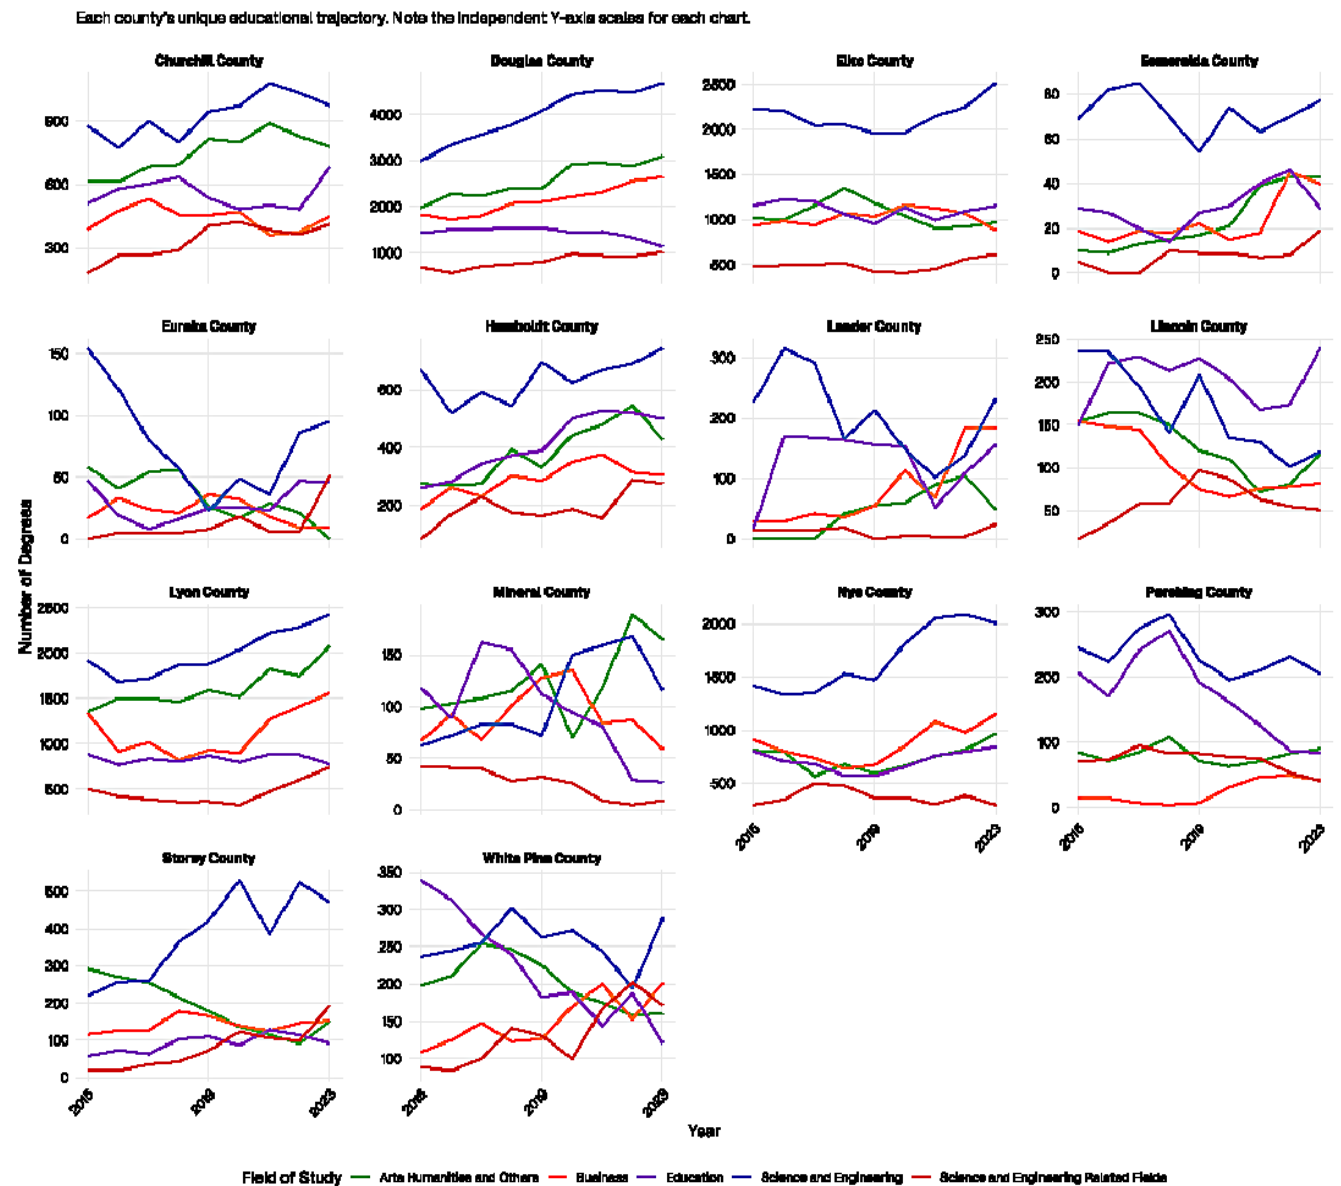 Each county's unique educational trajectory. Note the independent Y-axis scales for each chart.
Churchill County Douglas County Elko County Esmeralda County
900 600 300
4000 3000 2000 1000
2500 2000 1500 1000 500
80 60 40 20 0
Eureka County Humboldt County Lander County Lincoln County
150 100 50 0
600 400 200
300 200 100 0
250 200 150 100 50
Number of Degrees
Lyon County Mineral County Nye County Pershing County
2500 2000 1500 1000 500
150 100 50 0
2000 1500 1000 500
300 200 100 0
2015 2019 2023 2015 2019 2023
Storey County White Pine County
500 400 300 200 100 0
350 300 250 200 150 100
2015 2019 2023 2015 2019 2023
Year
Field of Study Arts Humanities and Others Business Education Science and Engineering Science and Engineering Related Fields